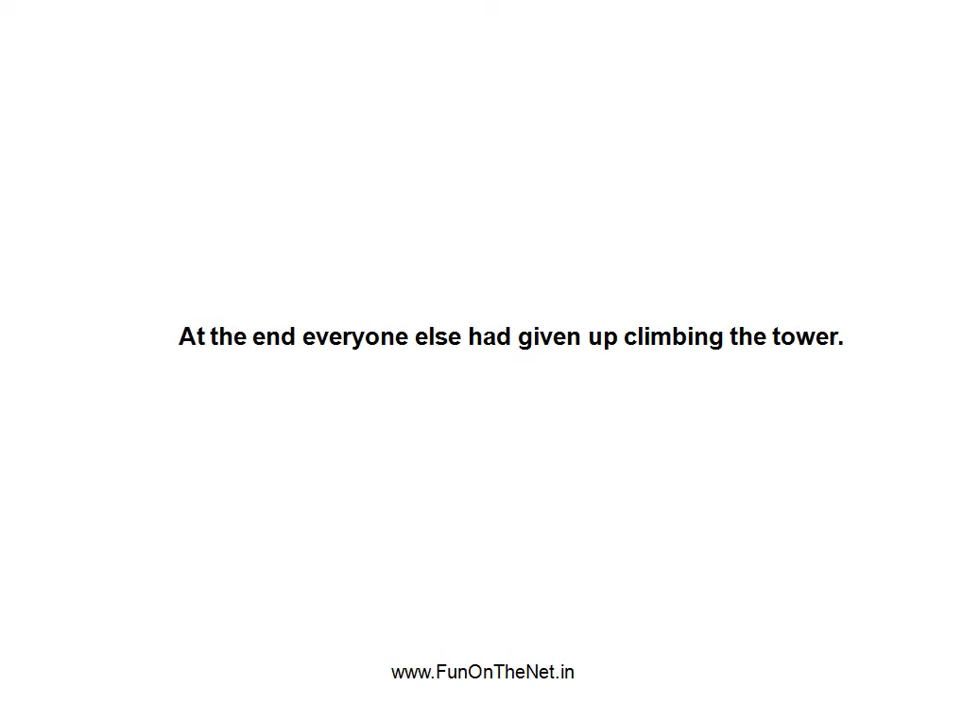 At the end everyone else had given up climbing the tower.
www.FunOnTheNet.in